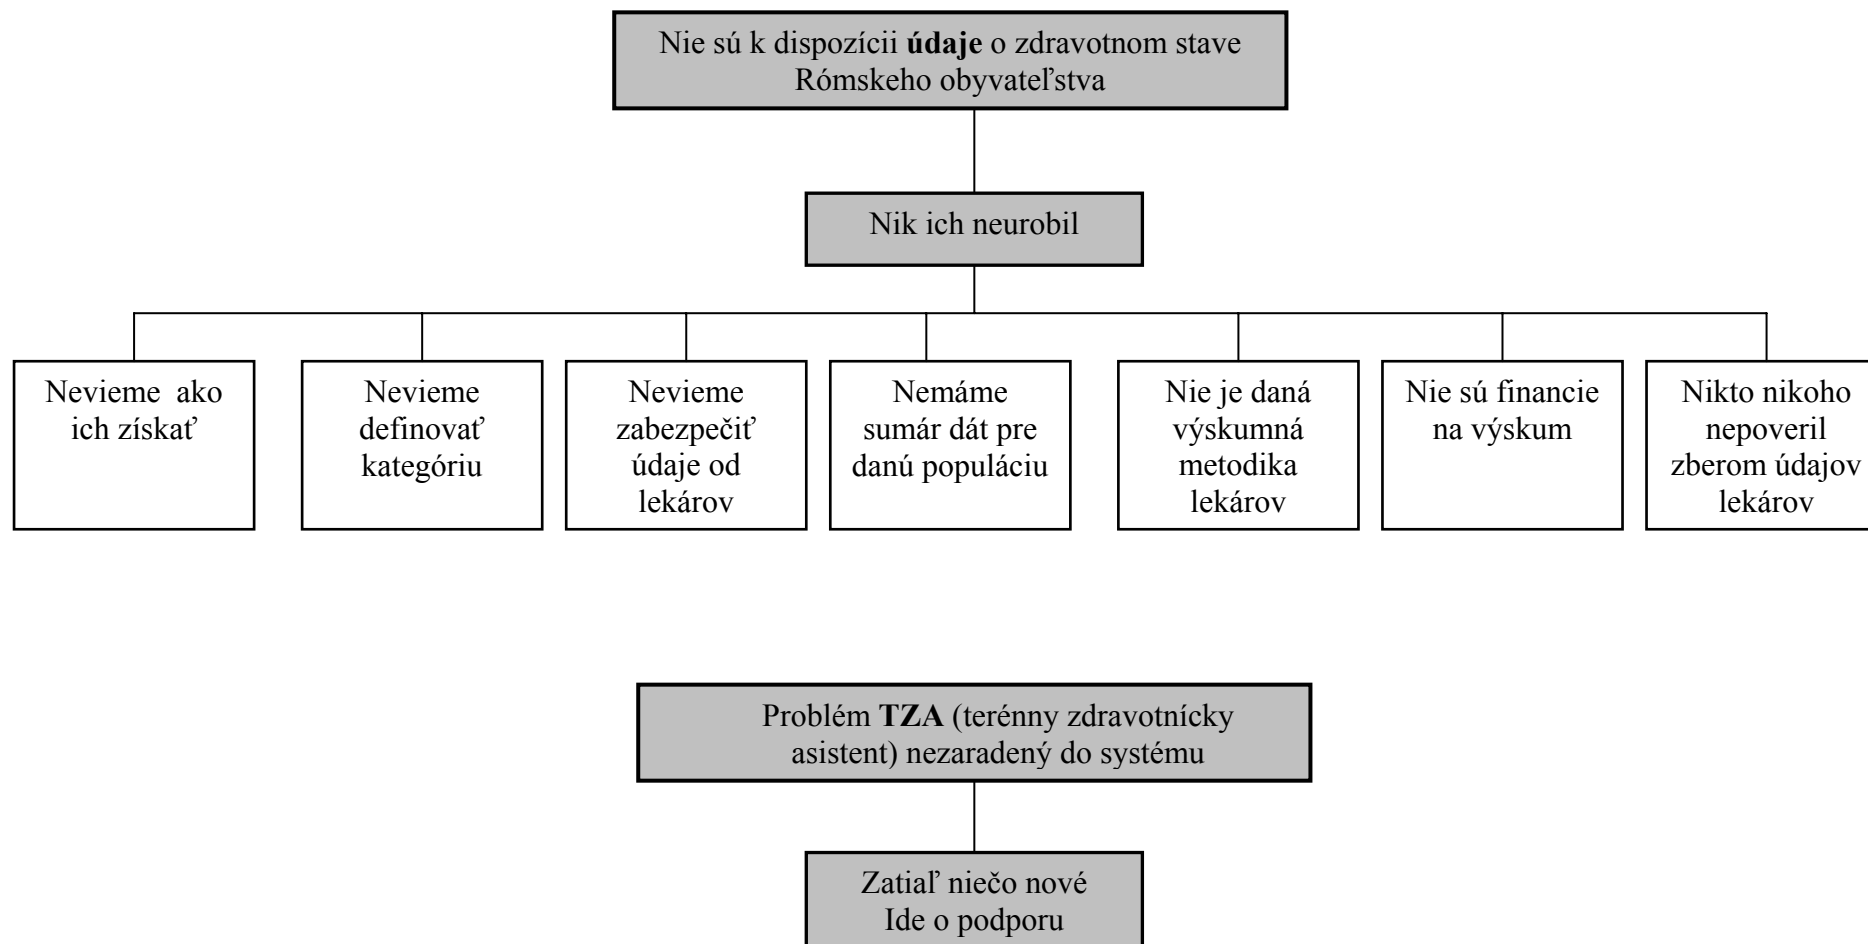 Nie sú k dispozícii údaje o zdravotnom stave
Rómskeho obyvateľstva
Nik ich neurobil
Nevieme ako
ich získať
Nevieme
definovať
kategóriu
Nevieme
zabezpečiť
údaje od
lekárov
Nemáme
sumár dát pre
danú populáciu
Nie je daná
výskumná
metodika
lekárov
Nie sú financie
na výskum
Nikto nikoho
nepoveril
zberom údajov
lekárov
Problém TZA (terénny zdravotnícky
asistent) nezaradený do systému
Zatiaľ niečo nové
Ide o podporu